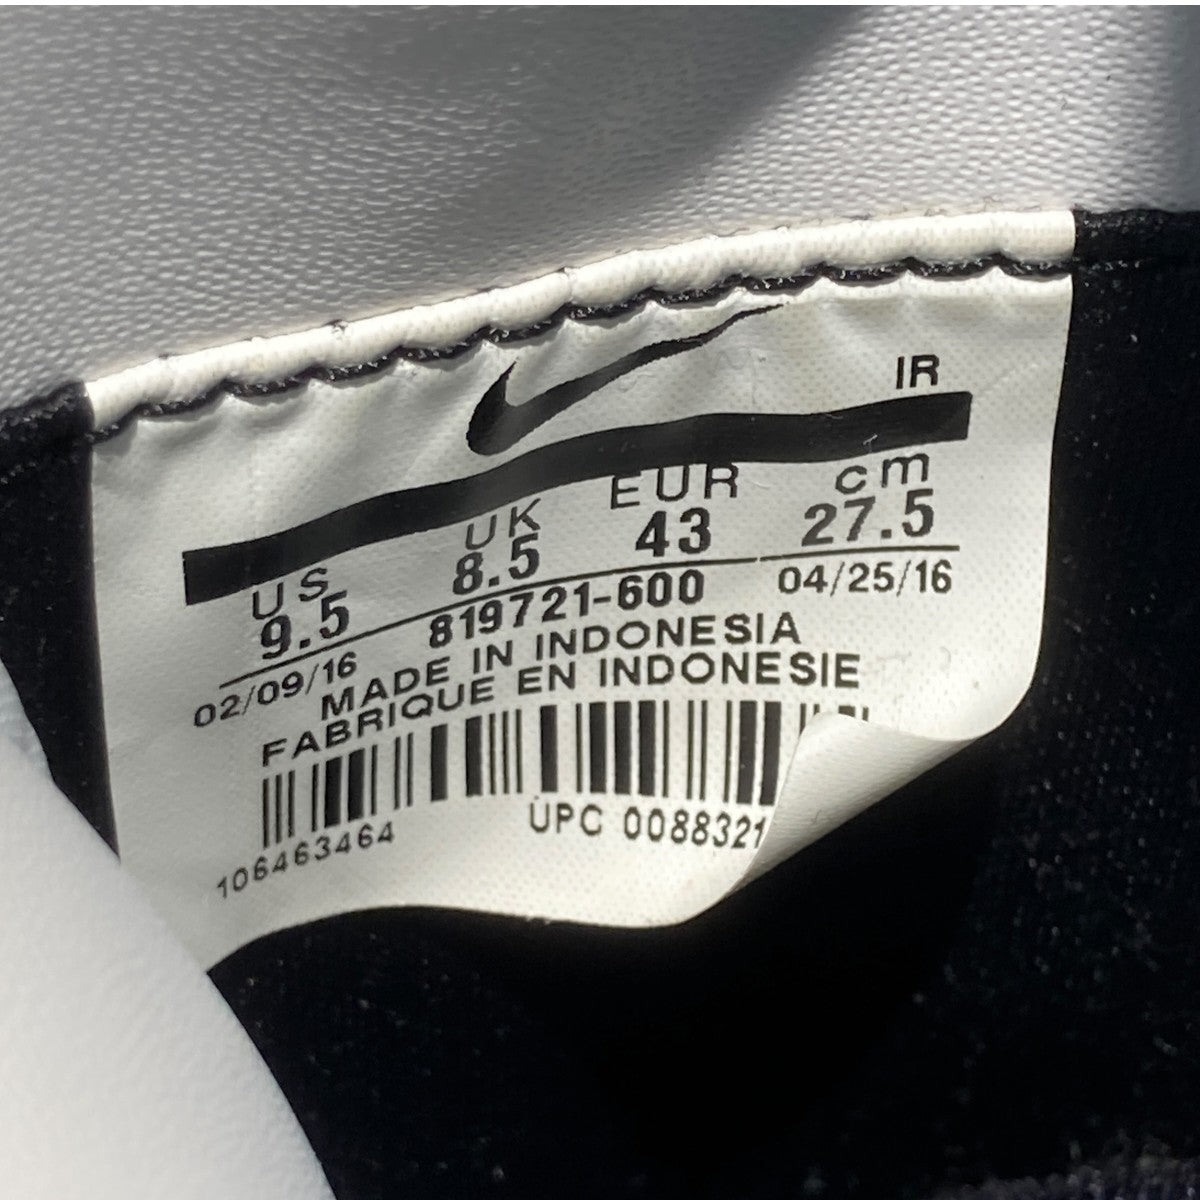 IR
US UK EUR cm
9.5 8.5 43 27.5
02/09/16 819721-600 04/25/16
MADE IN INDONESIA
FABRIQUE EN INDONESIE
106463464 UPC 0088321